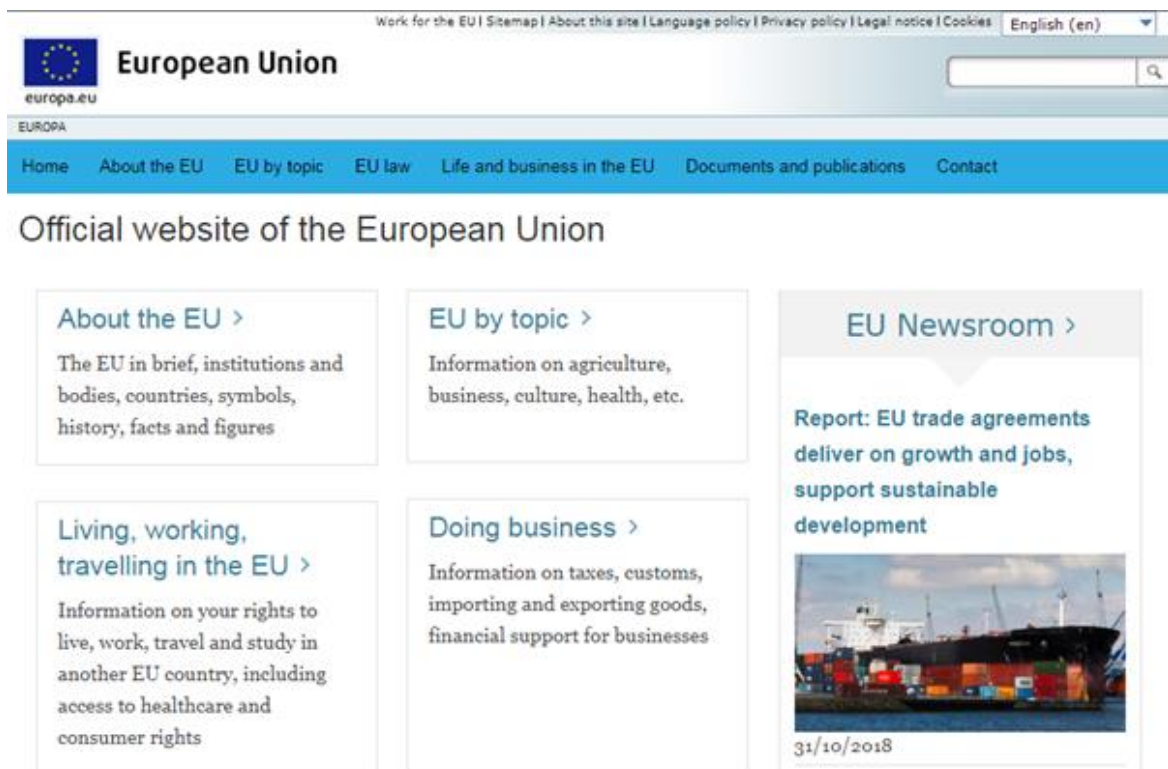 Work for the EU | Sitemap | About this site | Language policy | Privacy policy | Legal notice | Cookies
English (en)
European Union
europa.eu
EUROPA
Home About the EU EU by topic EU law Life and business in the EU Documents and publications Contact
Official website of the European Union
About the EU >
The EU in brief, institutions and
bodies, countries, symbols,
history, facts and figures
EU by topic >
Information on agriculture,
business, culture, health, etc.
Living, working,
travelling in the EU >
Information on your rights to
live, work, travel and study in
another EU country, including
access to healthcare and
consumer rights
Doing business >
Information on taxes, customs,
importing and exporting goods,
financial support for businesses
EU Newsroom >
Report: EU trade agreements
deliver on growth and jobs,
support sustainable
development
31/10/2018